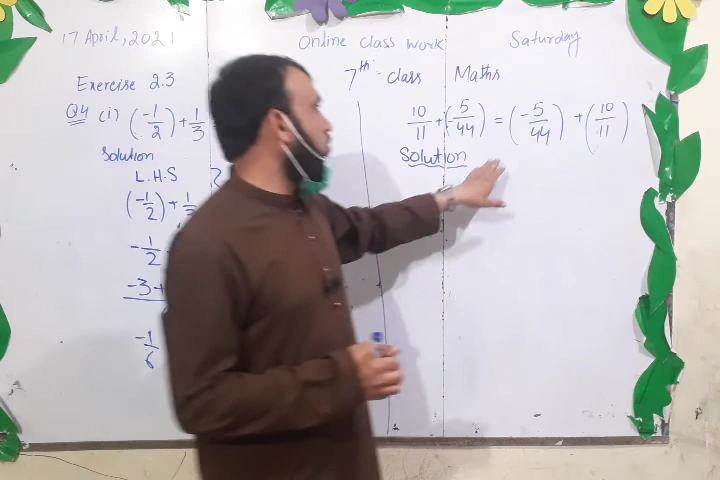 17 April, 2021 Online Class Work Saturday
7th class Maths
Exercise 2.3
Q4 (i) (-1/2) + 1/3
Solution
L.H.S
(-1/2) +
-1/2
-3+
-1/6
10/11 + (-5/44) = (-5/44) + (10/11)
Solution